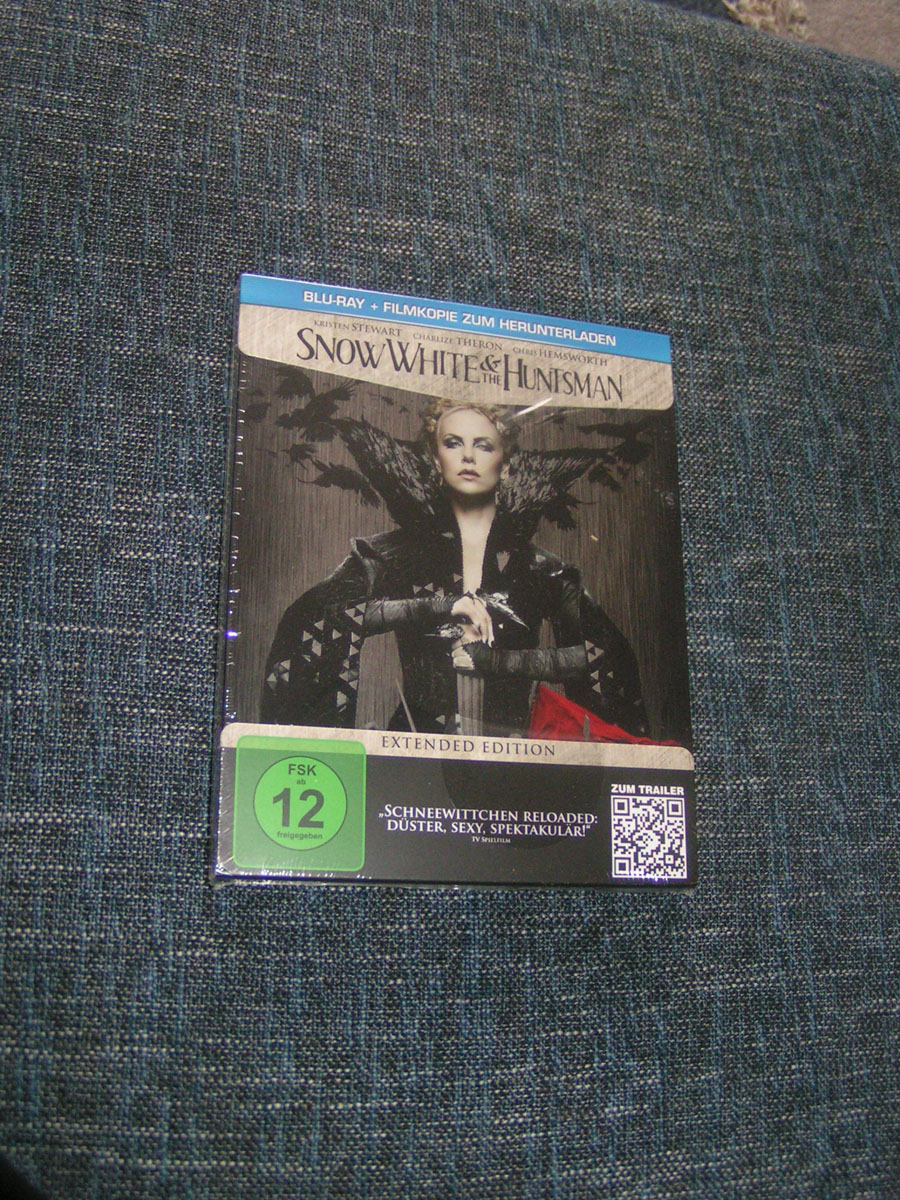 BLU-RAY + FILMKOPIE ZUM HERUNTERLADEN
KRISTEN STEWART CHARLIZE THERON CHRIS HEMSWORTH
SNOW WHITE & THE HUNTSMAN
EXTENDED EDITION
FSK
ab
12
freigegeben
„SCHNEEWITTCHEN RELOADED:
DÜSTER, SEXY, SPEKTAKULÄR!“
TV SPIELFILM
ZUM TRAILER